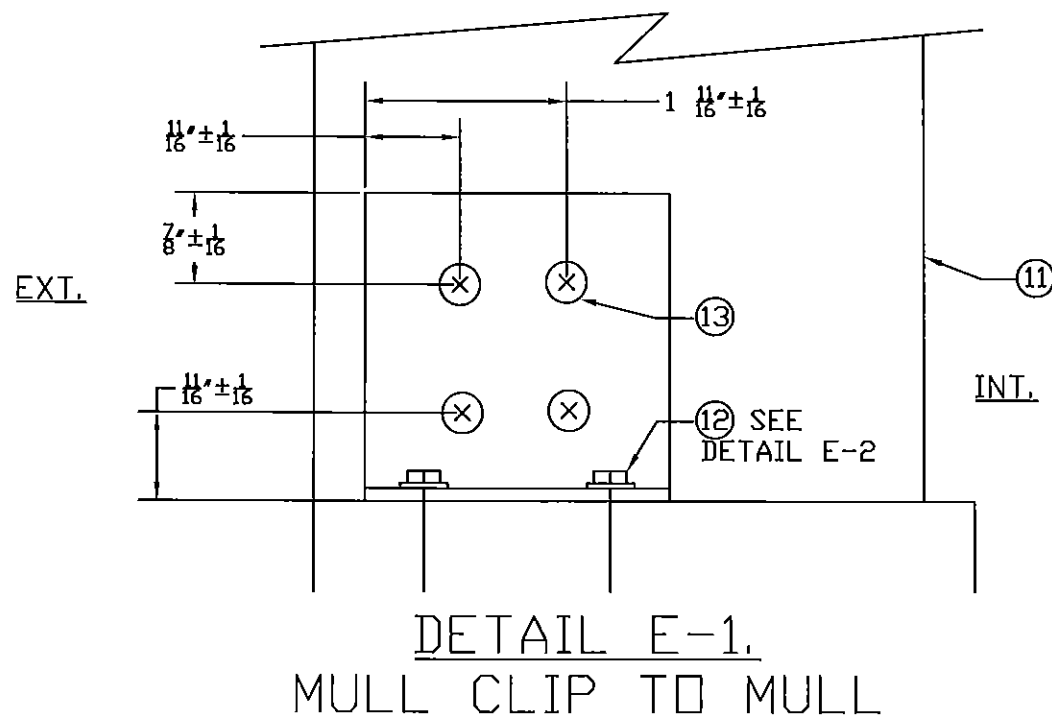 1 11/16"±1/16
11/16"±1/16
7/8"±1/16
EXT.
11
13
11/16"±1/16
INT.
12 SEE
DETAIL E-2
DETAIL E-1.
MULL CLIP TO MULL